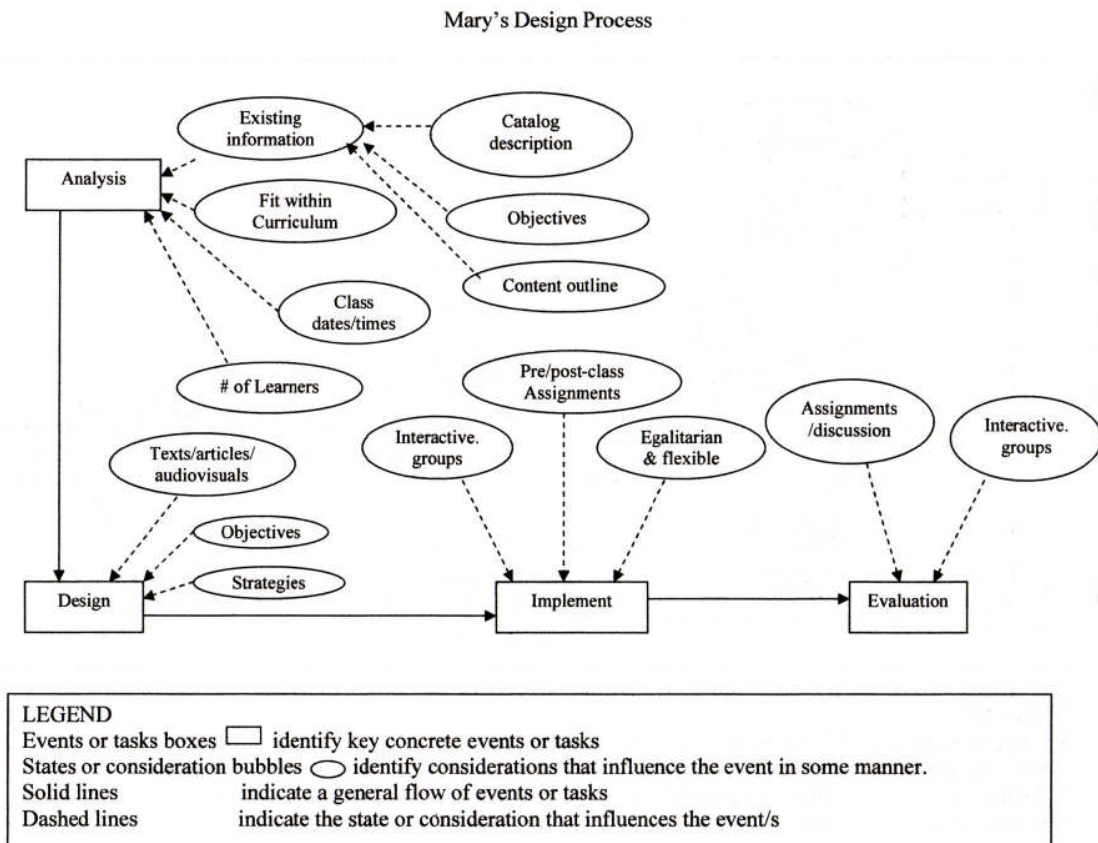 Mary's Design Process
Existing
information
Catalog
description
Analysis
Fit within
Curriculum
Objectives
Content outline
Class
dates/times
# of Learners
Pre/post-class
Assignments
Assignments
/discussion
Interactive.
groups
Interactive.
groups
Egalitarian
& flexible
Texts/articles/
audiovisuals
Objectives
Strategies
Design
Implement
Evaluation
LEGEND
Events or tasks boxes identify key concrete events or tasks
States or consideration bubbles identify considerations that influence the event in some manner.
Solid lines indicate a general flow of events or tasks
Dashed lines indicate the state or consideration that influences the event/s